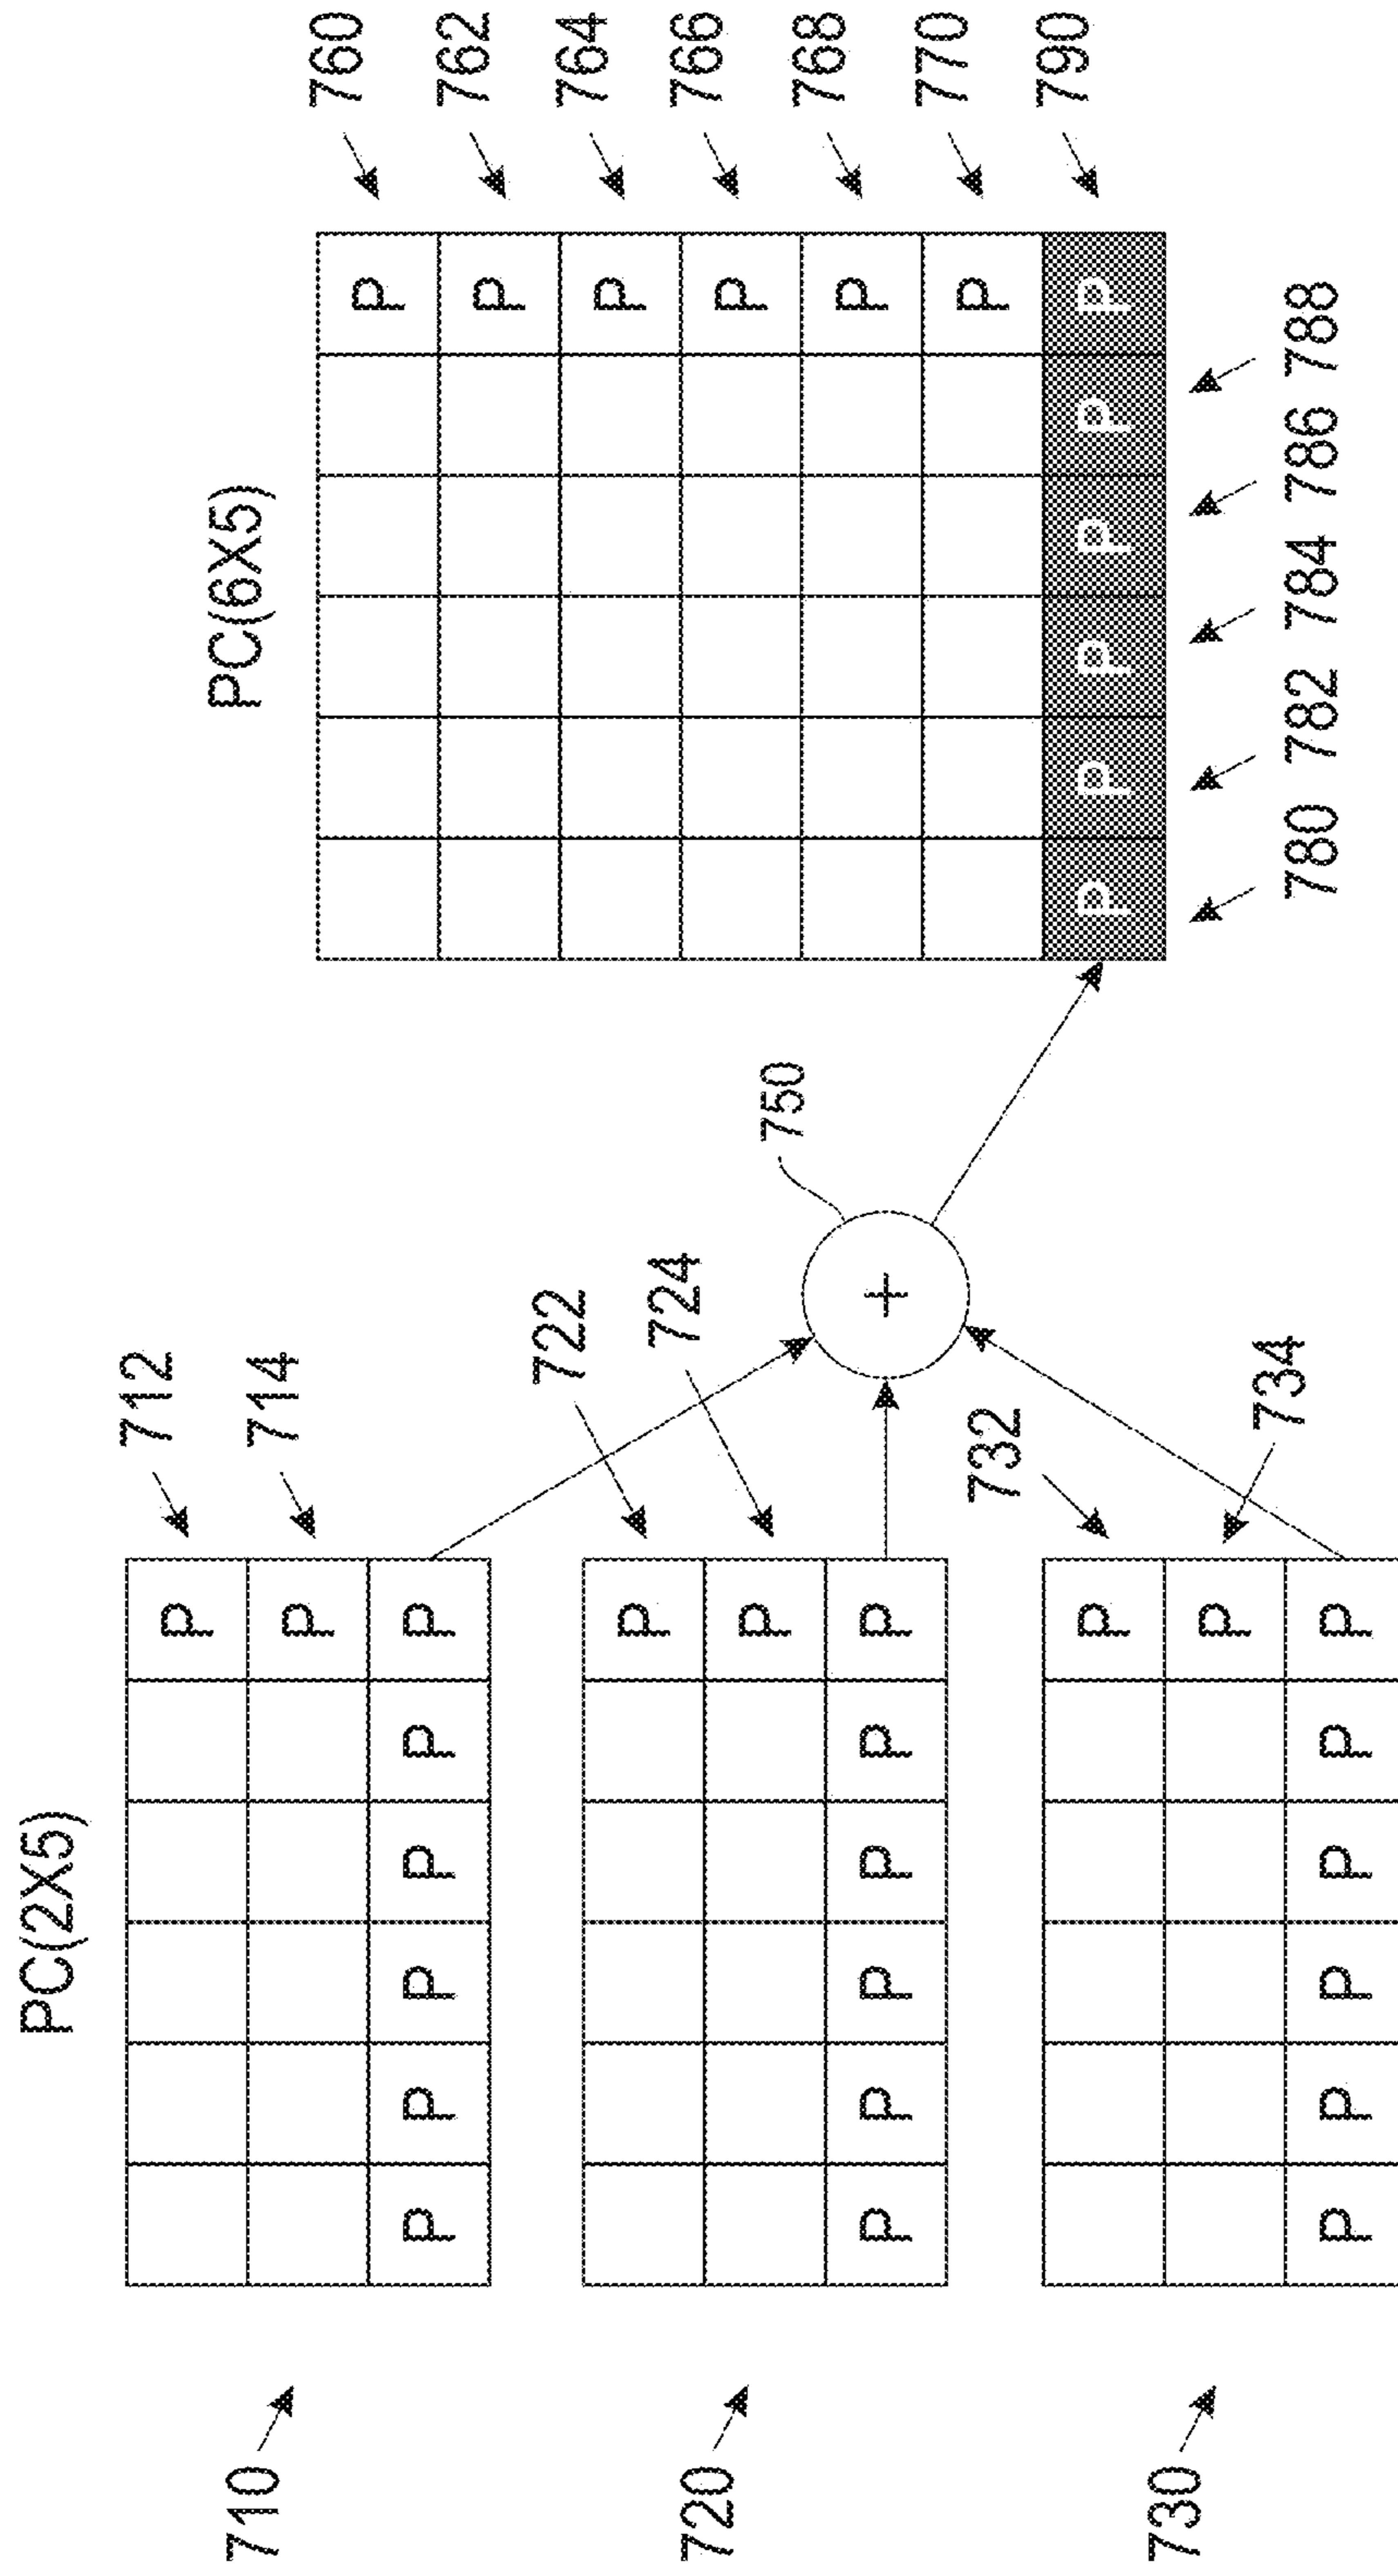 PC(2X5)
710
P 712
P 714
P P P P P P
720
P 722
P 724
P P P P P P
730
P 732
P 734
P P P P P P
+
750
PC(6X5)
P 760
P 762
P 764
P 766
P 768
P 770
P P P P P P 790
780 782 784 786 788